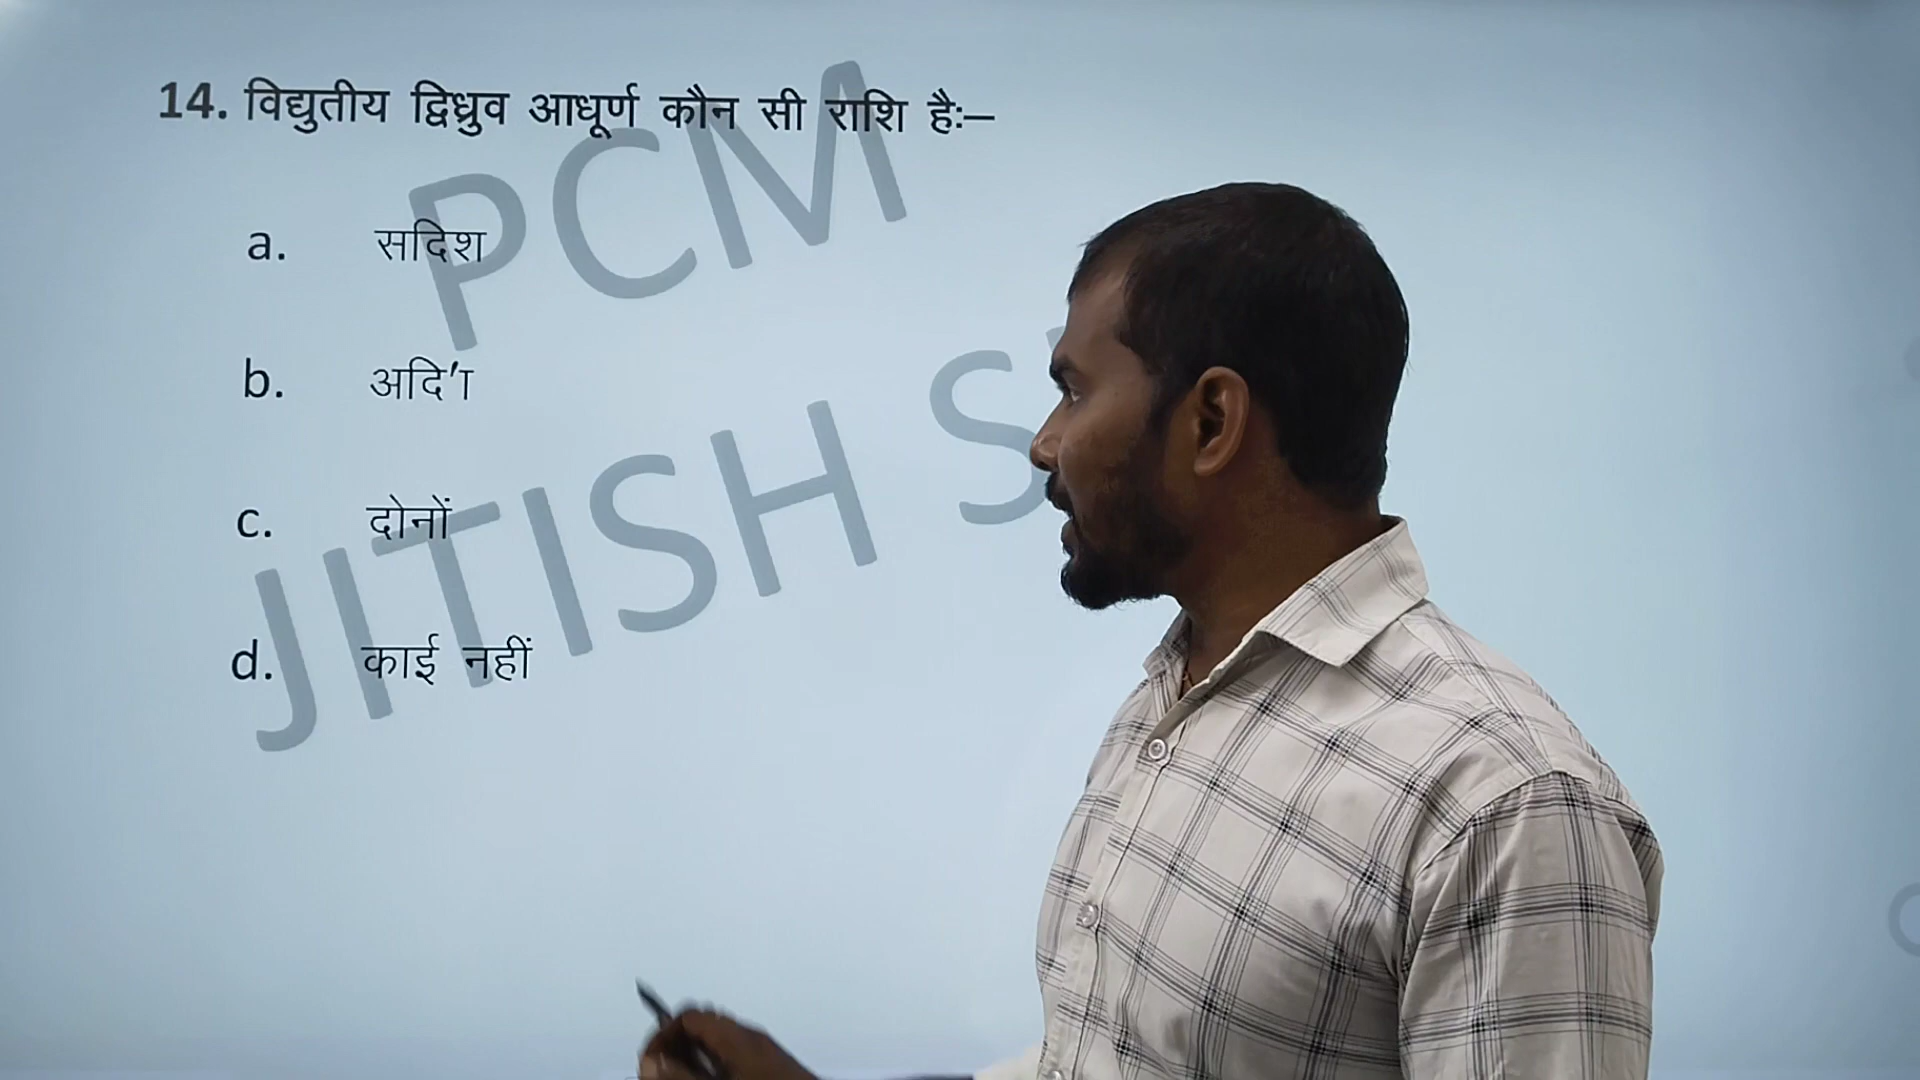 14. विद्युतीय द्विध्रुव आधूर्ण कौन सी राशि है:—
a. सदिश
b. अदि'ा
c. दोनों
d. काई नहीं
PCM
JITISH